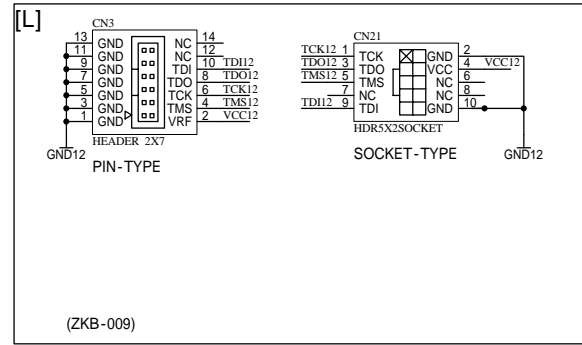 [L]
CN3
13 GND NC 14
11 GND NC 12
9 GND TDI 10 TDI12
7 GND TDO 8 TDO12
5 GND TCK 6 TCK12
3 GND TMS 4 TMS12
1 GND VRF 2 VCC12
HEADER 2X7
GND12
PIN-TYPE
CN21
TCK12 1 TCK GND 2
TDO12 3 TDO VCC 4 VCC12
TMS12 5 TMS NC 6
7 NC NC 8
TDI12 9 TDI GND 10
HDR5X2SOCKET
SOCKET-TYPE
GND12
(ZKB-009)